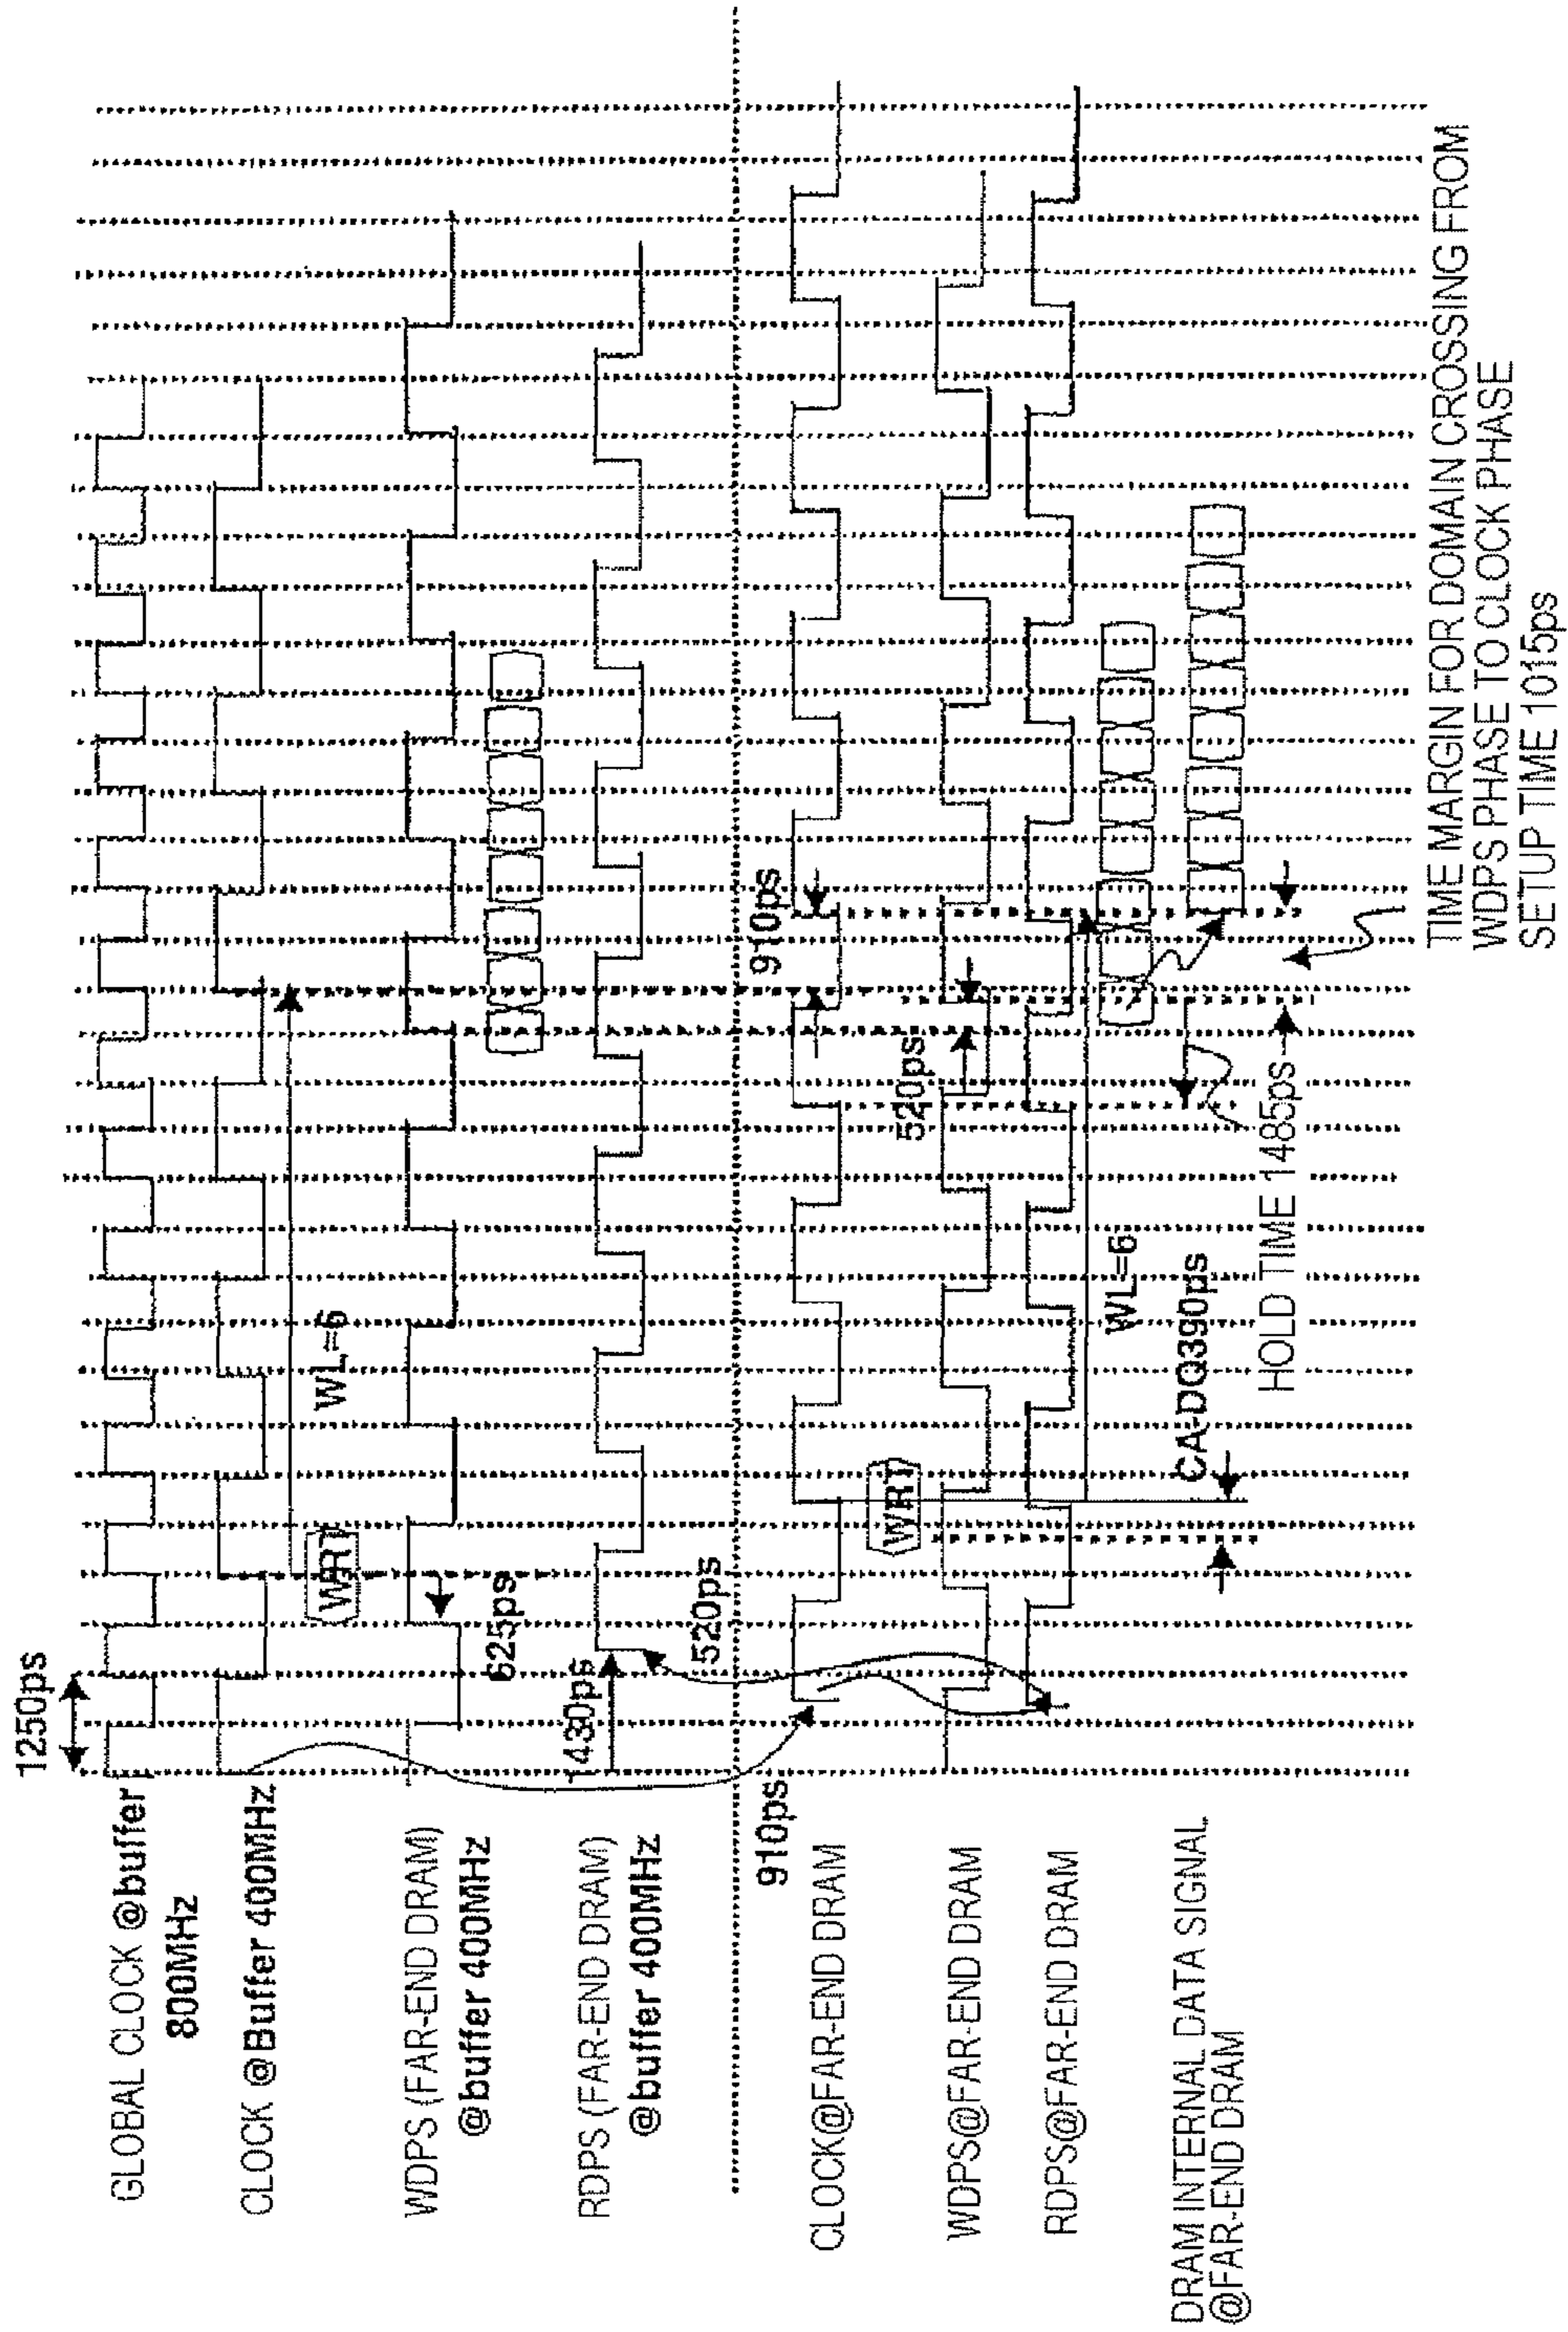 1250ps
GLOBAL CLOCK @buffer
800MHz
CLOCK @Buffer 400MHz
WL=6
WRT
WDPS (FAR-END DRAM)
@buffer 400MHz
625ps
RDPS (FAR-END DRAM)
@buffer 400MHz
1430ps
520ps
910ps
910ps
CLOCK@FAR-END DRAM
WRT
520ps
WDPS@FAR-END DRAM
RDPS@FAR-END DRAM
WL=6
CA-DQ390ps
DRAM INTERNAL DATA SIGNAL
@FAR-END DRAM
HOLD TIME 1485ps
TIME MARGIN FOR DOMAIN CROSSING FROM
WDPS PHASE TO CLOCK PHASE
SETUP TIME 1015ps